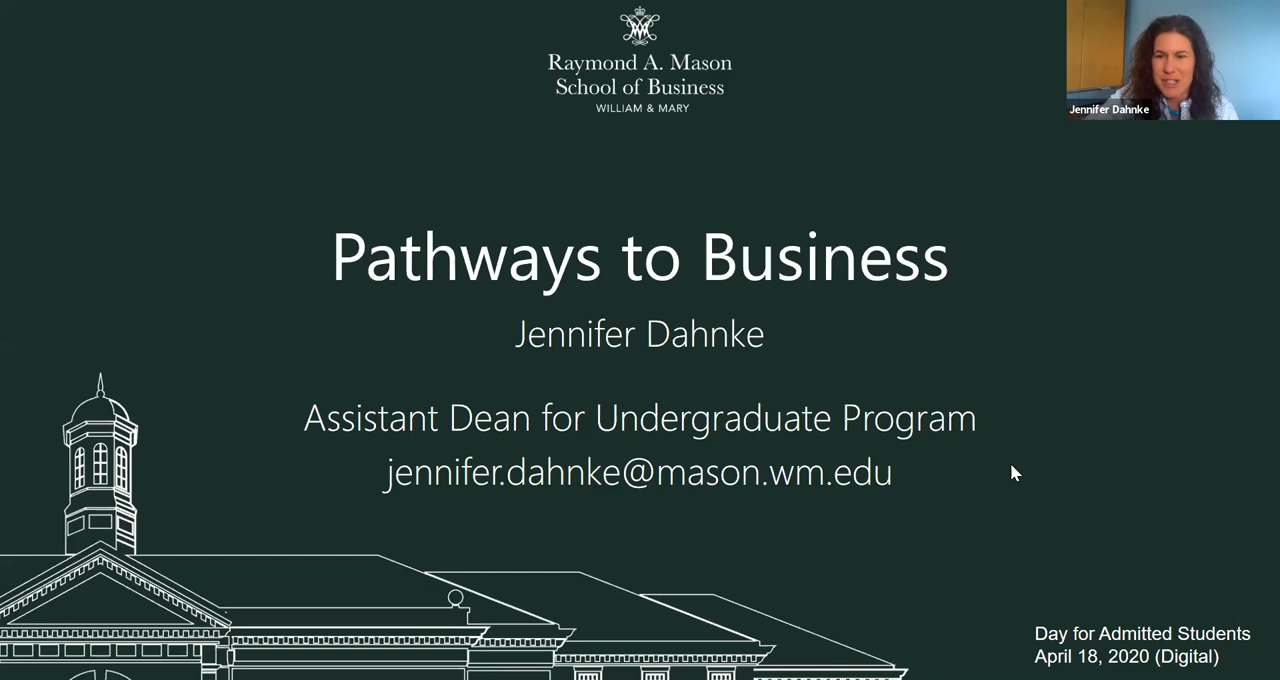 Raymond A. Mason
School of Business
WILLIAM & MARY
Jennifer Dahnke
Pathways to Business
Jennifer Dahnke
Assistant Dean for Undergraduate Program
jennifer.dahnke@mason.wm.edu
Day for Admitted Students
April 18, 2020 (Digital)